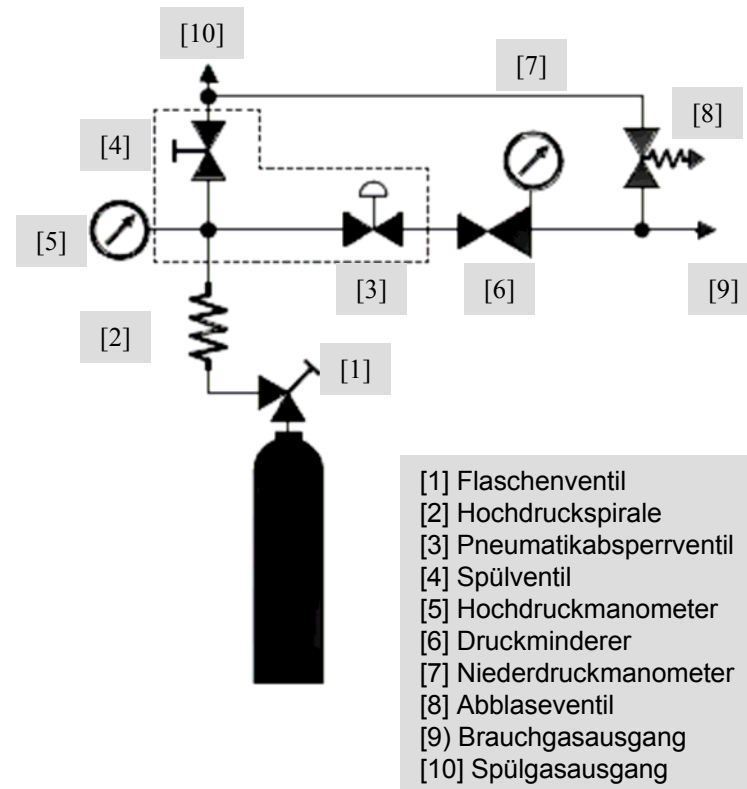 [10]
[7]
[8]
[4]
[5]
[3]
[6]
[9]
[2]
[1]
[1] Flaschenventil
[2] Hochdruckspirale
[3] Pneumatikabsperrventil
[4] Spülventil
[5] Hochdruckmanometer
[6] Druckminderer
[7] Niederdruckmanometer
[8] Abblaseventil
[9) Brauchgasausgang
[10] Spülgasausgang